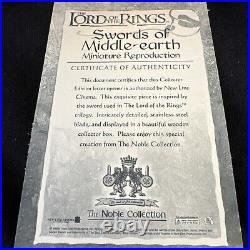 THE LORD OF THE RINGS
Swords of
Middle-earth
Miniature Reproduction
CERTIFICATE OF AUTHENTICITY
This document certifies that this Collector
Edition letter opener is authorized by New Line
Cinema. This exquisite piece is inspired by
the sword used in The Lord of the Rings™
trilogy. Intricately detailed, stainless steel
blade, and displayed in a beautiful wooden
collector box. Please enjoy this special
creation from The Noble Collection.
The Noble Collection